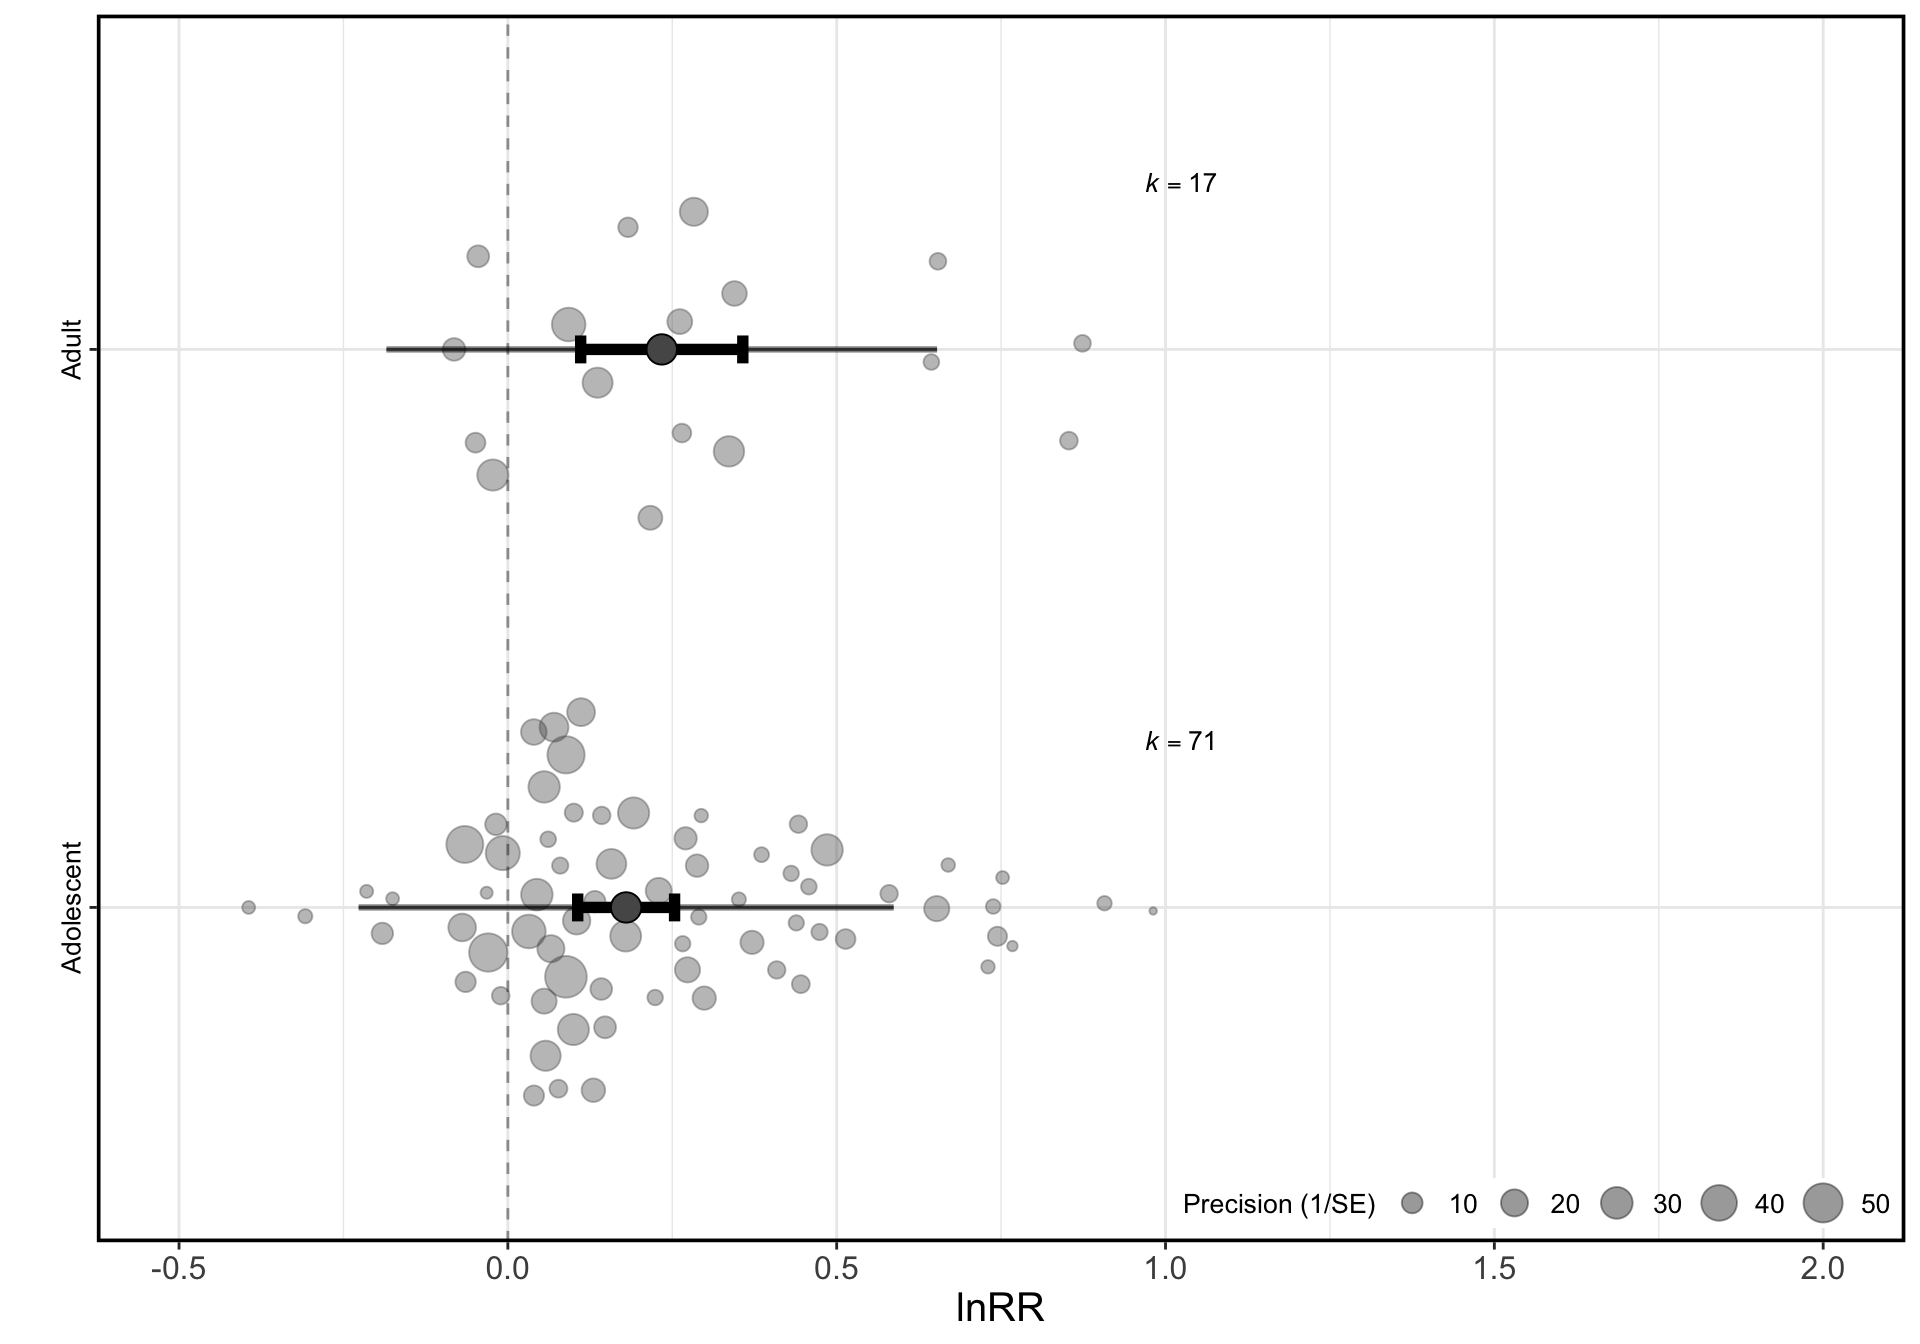 k = 17
Adult
k = 71
Adolescent
Precision (1/SE) 10 20 30 40 50
-0.5 0.0 0.5 1.0 1.5 2.0
lnRR